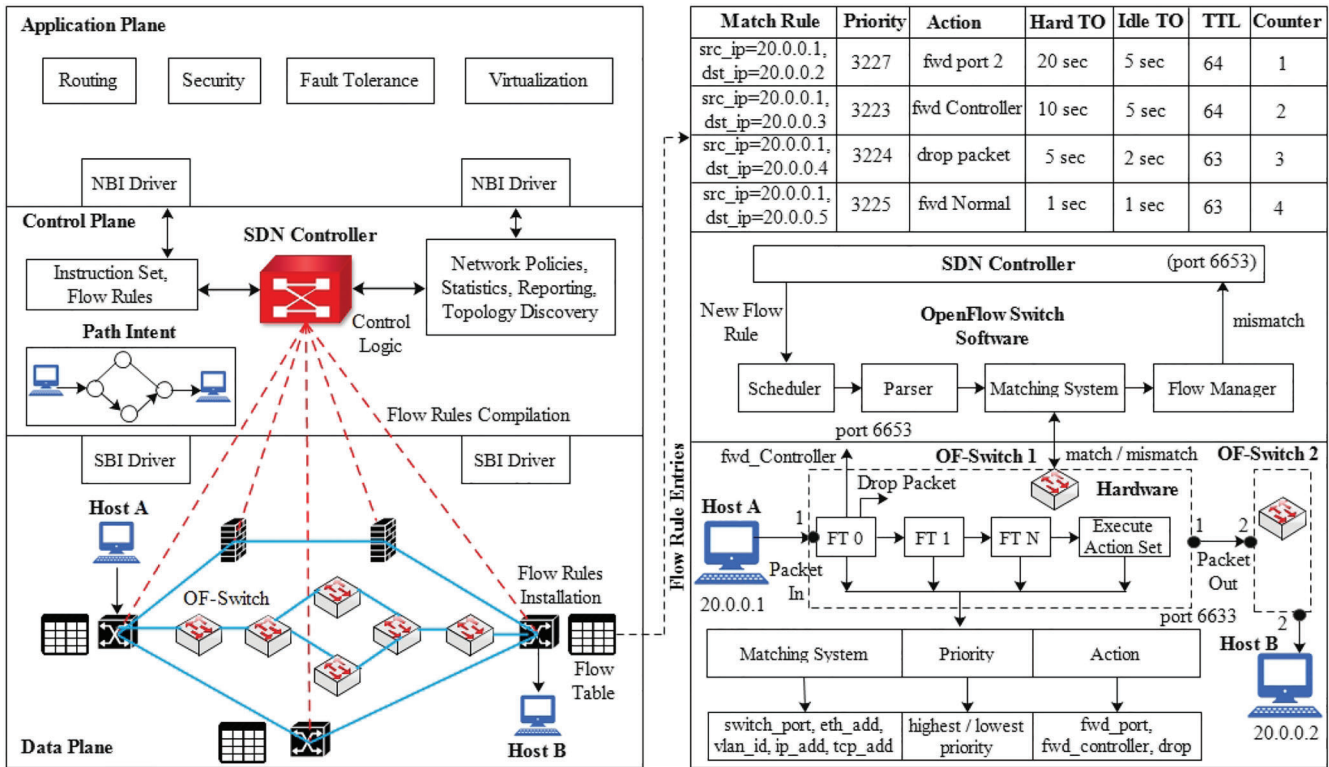 Application Plane
Routing
Security
Fault Tolerance
Virtualization
NBI Driver
NBI Driver
Control Plane
SDN Controller
Instruction Set,
Flow Rules
Network Policies,
Statistics, Reporting,
Topology Discovery
Control
Logic
Path Intent
Flow Rules Compilation
SBI Driver
SBI Driver
Host A
OF-Switch
Flow Rules
Installation
Flow
Table
Host B
Data Plane
Flow Rule Entries
Match Rule Priority Action Hard TO Idle TO TTL Counter
src_ip=20.0.0.1,
dst_ip=20.0.0.2
3227 fwd port 2 20 sec 5 sec 64 1
src_ip=20.0.0.1,
dst_ip=20.0.0.3
3223 fwd Controller 10 sec 5 sec 64 2
src_ip=20.0.0.1,
dst_ip=20.0.0.4
3224 drop packet 5 sec 2 sec 63 3
src_ip=20.0.0.1,
dst_ip=20.0.0.5
3225 fwd Normal 1 sec 1 sec 63 4
SDN Controller (port 6653)
New Flow
Rule
OpenFlow Switch
Software
mismatch
Scheduler
Parser
Matching System
Flow Manager
port 6653
fwd_Controller
OF-Switch 1
match / mismatch
OF-Switch 2
Drop Packet
Hardware
Host A
1
FT 0
FT 1
FT N
Execute
Action Set
1
2
Packet
In
Packet
Out
20.0.0.1
port 6633
2
Host B
Matching System
Priority
Action
switch_port, eth_add,
vlan_id, ip_add, tcp_add
highest / lowest
priority
fwd_port,
fwd_controller, drop
20.0.0.2